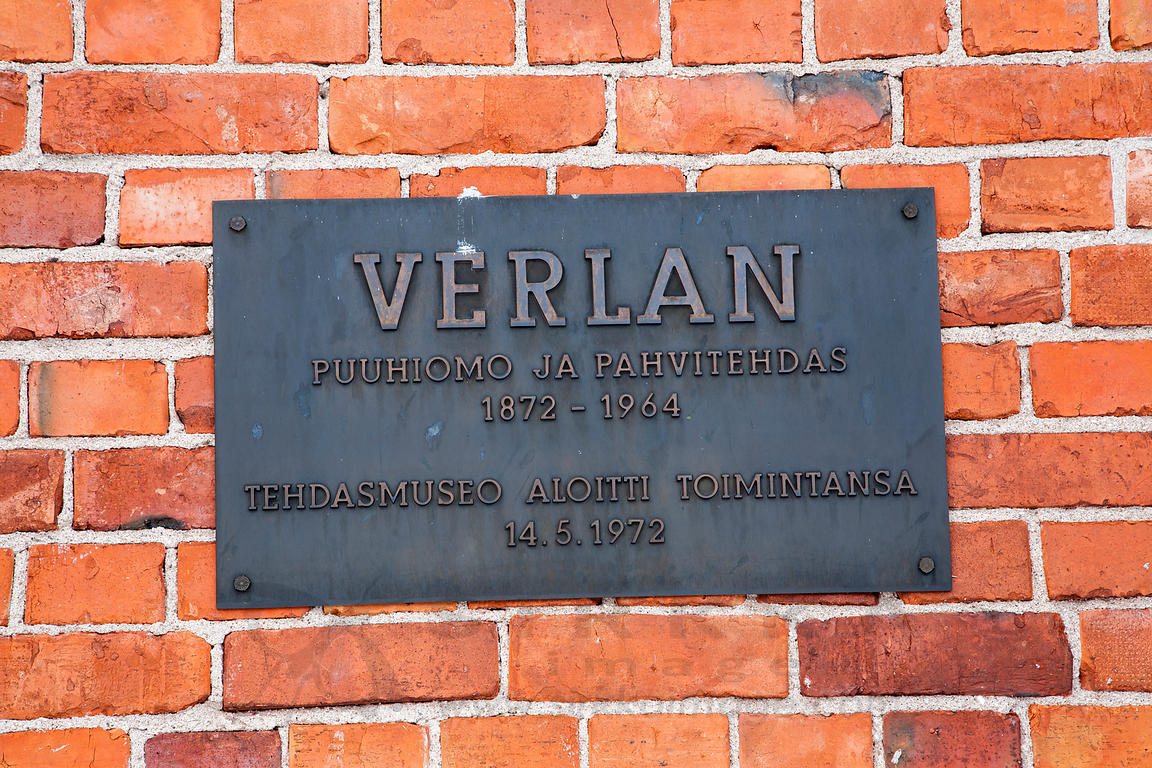 VERLAN
PUUHIOMO JA PAHVITEHDAS
1872 - 1964
TEHDASMUSEO ALOITTI TOIMINTANSA
14.5.1972